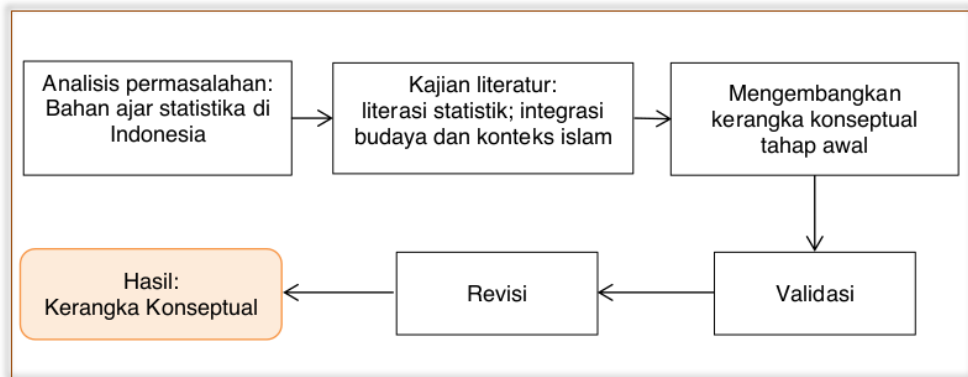 Analisis permasalahan:
Bahan ajar statistika di
Indonesia
Kajian literatur:
literasi statistik; integrasi
budaya dan konteks islam
Mengembangkan
kerangka konseptual
tahap awal
Validasi
Revisi
Hasil:
Kerangka Konseptual